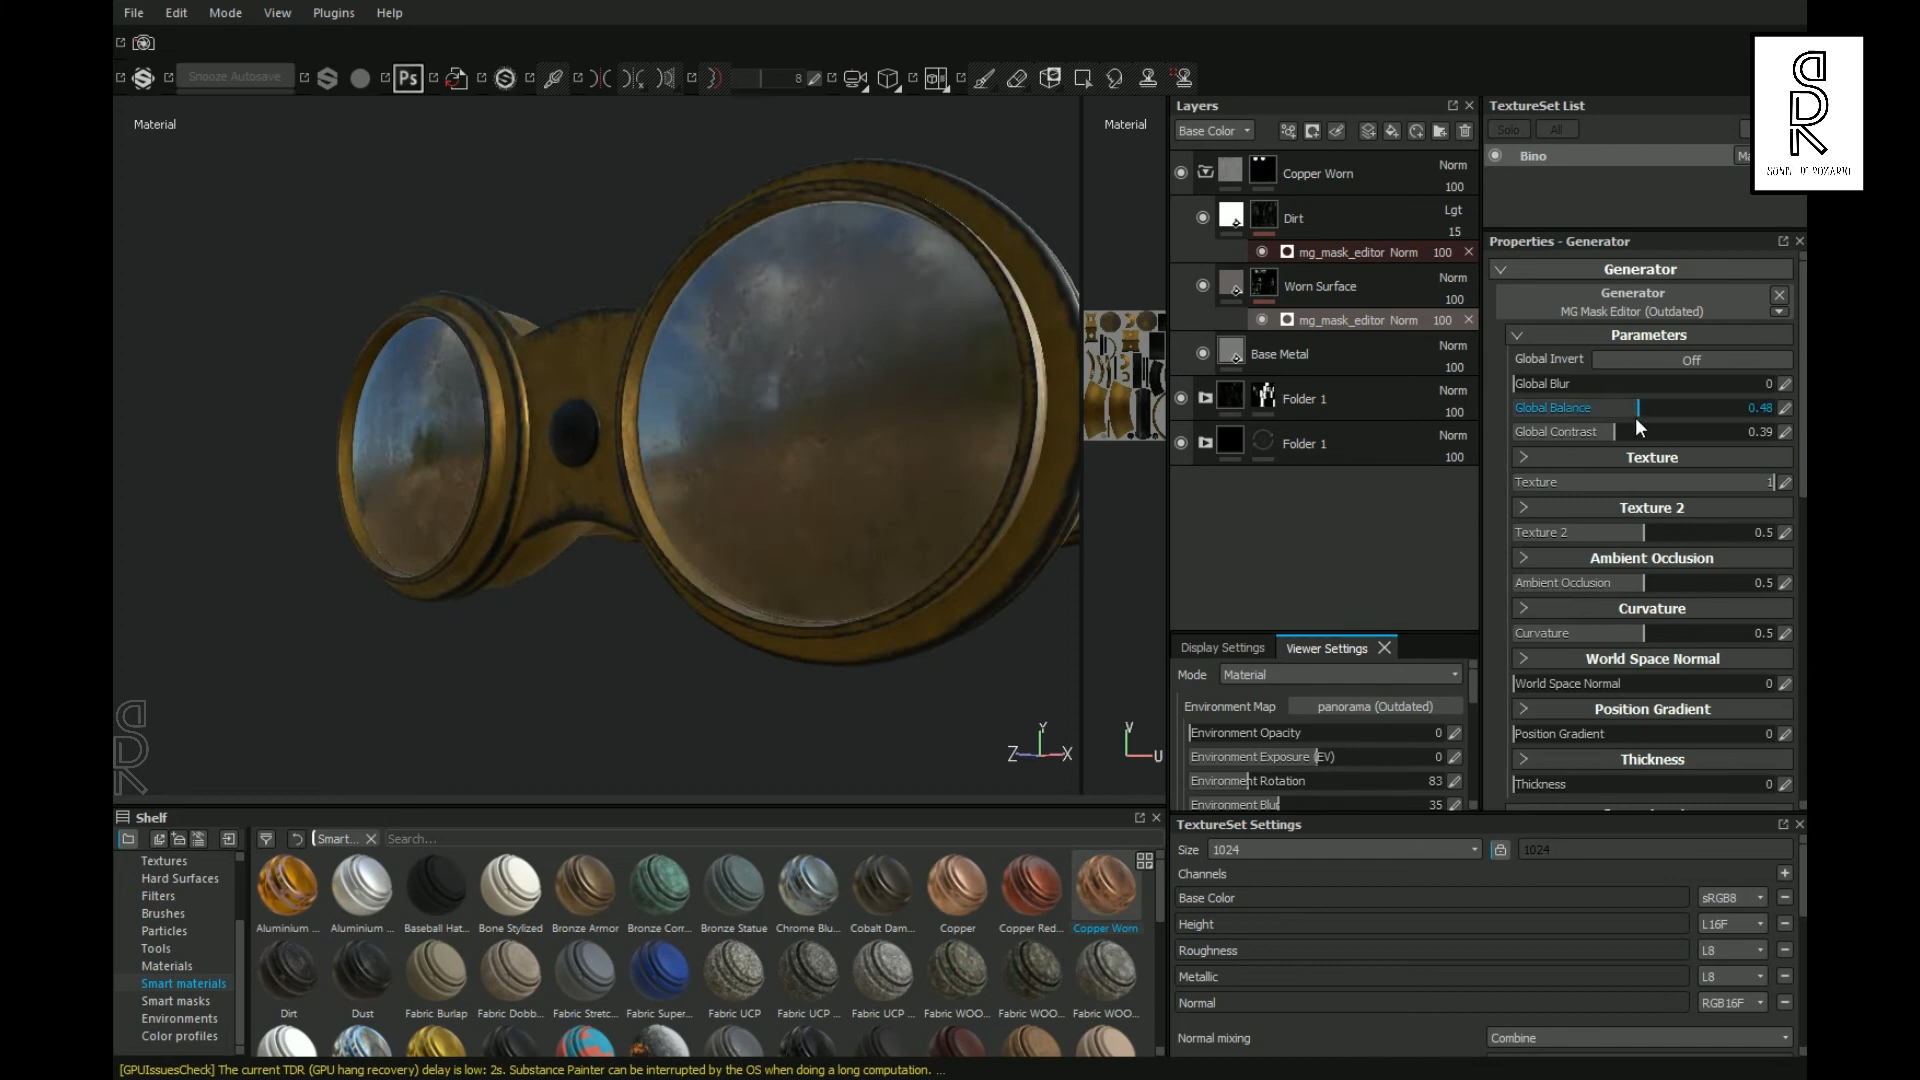 File Edit Mode View Plugins Help
Snooze Autosave
Ps
8
Material
Material
Layers
Base Color
Copper Worn Norm
100
Dirt Lgt
15
mg_mask_editor Norm 100
Worn Surface Norm
100
mg_mask_editor Norm 100
Base Metal Norm
100
Folder 1 Norm
100
Folder 1 Norm
100
TextureSet List
Solo All
Bino
Properties - Generator
Generator
Generator
MG Mask Editor (Outdated)
Parameters
Global Invert Off
Global Blur 0
Global Balance 0.48
Global Contrast 0.39
Texture
Texture 1
Texture 2
Texture 2 0.5
Ambient Occlusion
Ambient Occlusion 0.5
Curvature
Curvature 0.5
World Space Normal
World Space Normal 0
Position Gradient
Position Gradient 0
Thickness
Thickness 0
Y
Z X
V
U
Display Settings Viewer Settings
Mode Material
Environment Map panorama (Outdated)
Environment Opacity 0
Environment Exposure (EV) 0
Environment Rotation 83
Environment Blur 35
TextureSet Settings
Size 1024 1024
Channels
Base Color sRGB8
Height L16F
Roughness L8
Metallic L8
Normal RGB16F
Normal mixing Combine
Shelf
Smart... Search...
Textures
Hard Surfaces
Filters
Brushes
Particles
Tools
Materials
Smart materials
Smart masks
Environments
Color profiles
Aluminium ... Aluminium ... Baseball Hat... Bone Stylized Bronze Armor Bronze Corr... Bronze Statue Chrome Blu... Cobalt Dam... Copper Copper Red... Copper Worn
Dirt Dust Fabric Burlap Fabric Dobb... Fabric Stretc... Fabric Super... Fabric UCP Fabric UCP ... Fabric UCP ... Fabric WOO... Fabric WOO... Fabric WOO...
[GPUIssuesCheck] The current TDR (GPU hang recovery) delay is low: 2s. Substance Painter can be interrupted by the OS when doing a long computation. ...